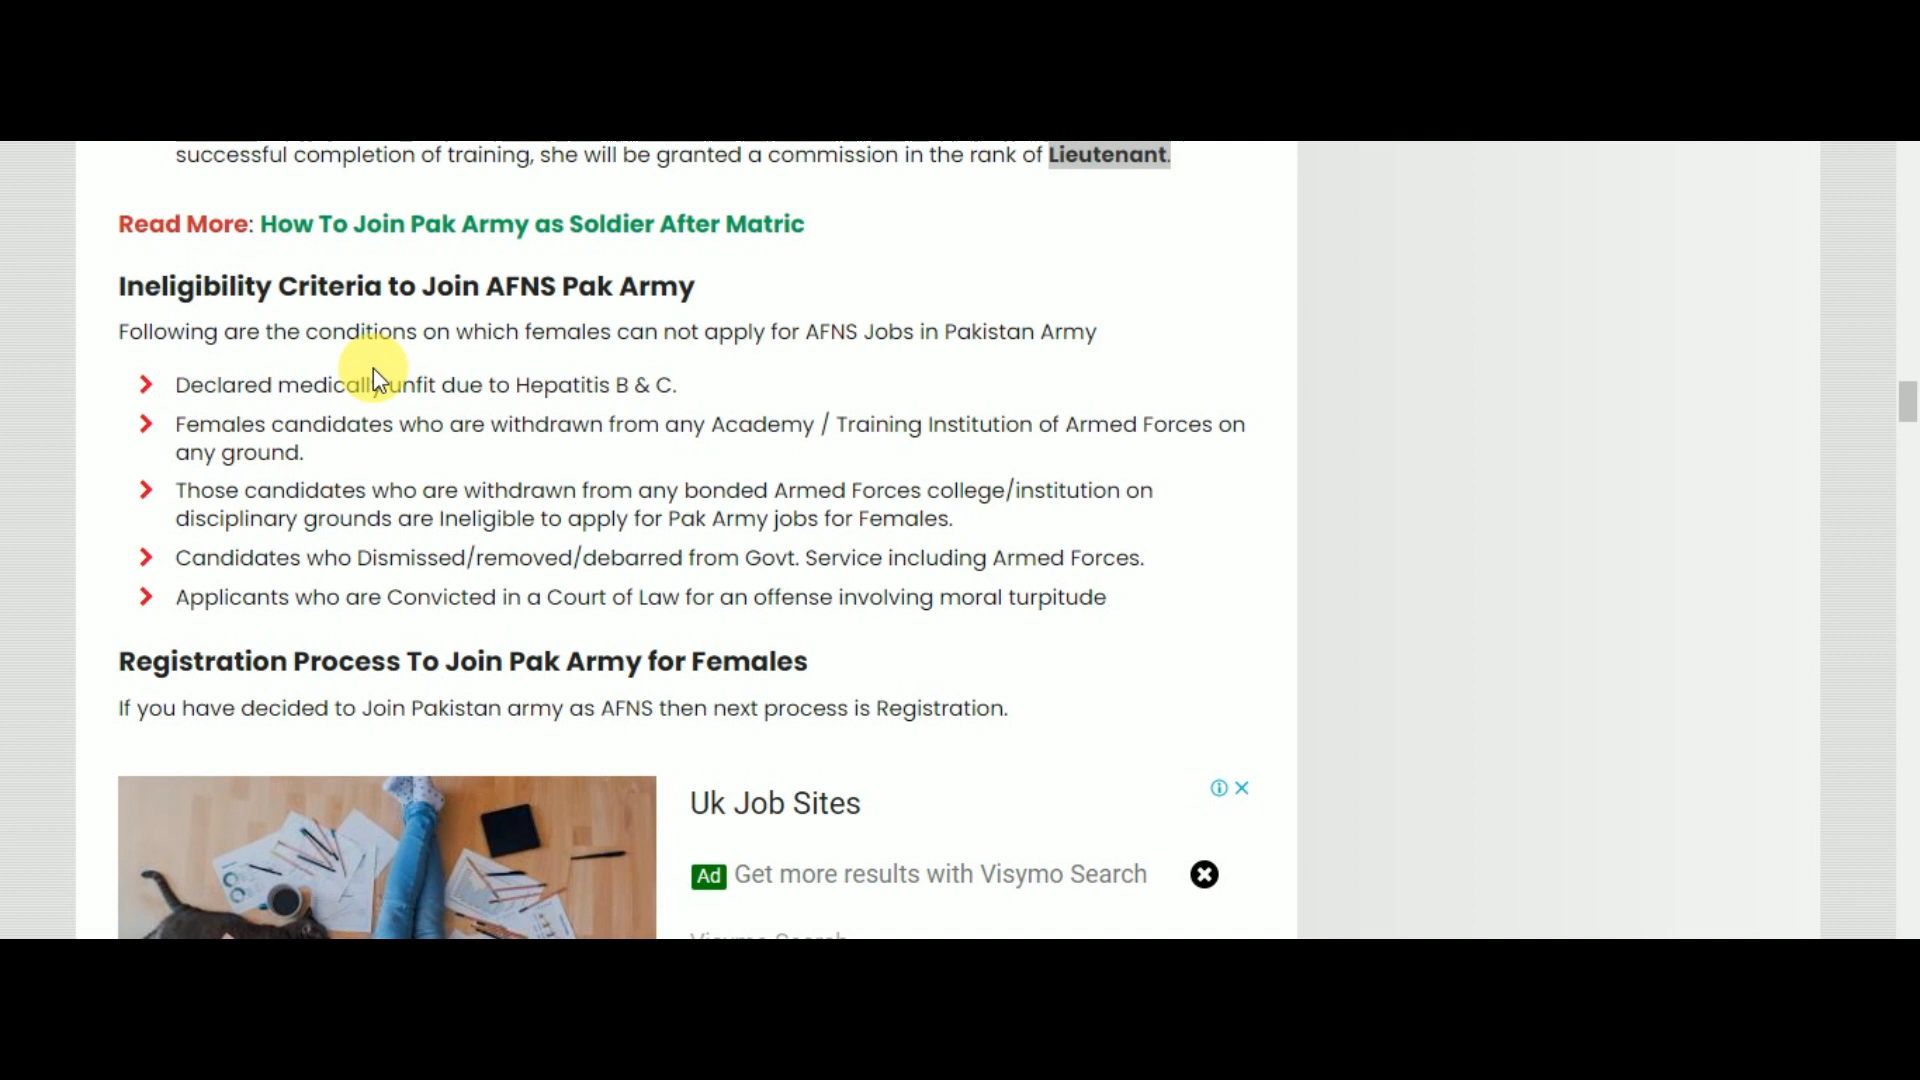 successful completion of training, she will be granted a commission in the rank of Lieutenant.
Read More: How To Join Pak Army as Soldier After Matric
Ineligibility Criteria to Join AFNS Pak Army
Following are the conditions on which females can not apply for AFNS Jobs in Pakistan Army
Declared medically unfit due to Hepatitis B & C.
Females candidates who are withdrawn from any Academy / Training Institution of Armed Forces on
any ground.
Those candidates who are withdrawn from any bonded Armed Forces college/institution on
disciplinary grounds are Ineligible to apply for Pak Army jobs for Females.
Candidates who Dismissed/removed/debarred from Govt. Service including Armed Forces.
Applicants who are Convicted in a Court of Law for an offense involving moral turpitude
Registration Process To Join Pak Army for Females
If you have decided to Join Pakistan army as AFNS then next process is Registration.
Uk Job Sites
Ad Get more results with Visymo Search
Visymo Search